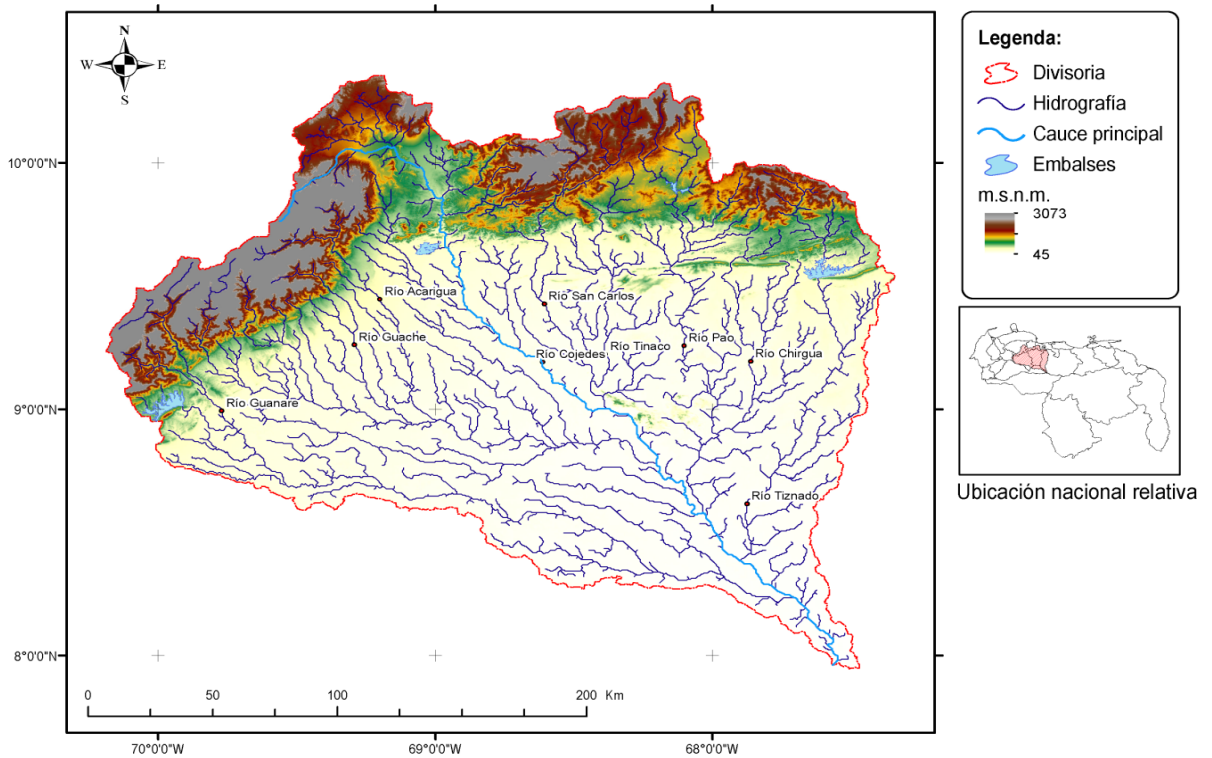 N
W
E
S
10°0'0"N
9°0'0"N
8°0'0"N
Río Acarigua
Río San Carlos
Río Guache
Río Tinaco
Río Pao
Río Cojedes
Río Chirgua
Río Guanare
Río Tiznado
0 50 100 200 Km
70°0'0"W
69°0'0"W
68°0'0"W
Legenda:
Divisoria
Hidrografía
Cauce principal
Embalses
m.s.n.m.
3073
45
Ubicación nacional relativa